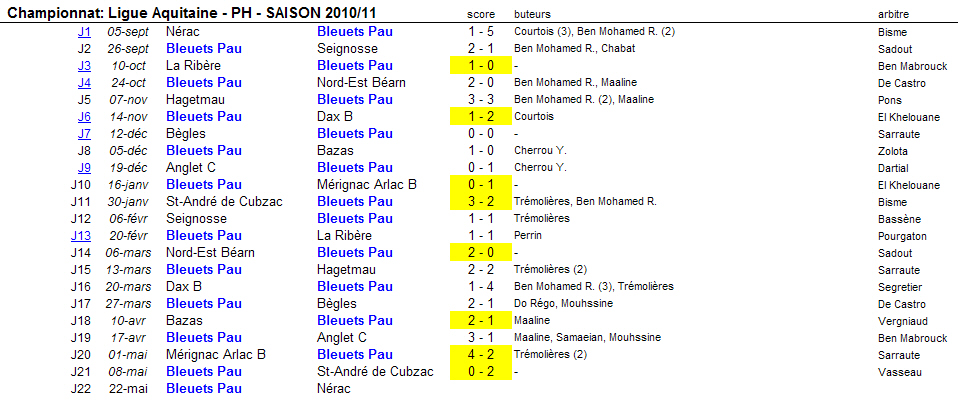 Championnat: Ligue Aquitaine - PH - SAISON 2010/11 score buteurs arbitre
J1 05-sept Nérac Bleuets Pau 1 - 5 Courtois (3), Ben Mohamed R. (2) Bisme
J2 26-sept Bleuets Pau Seignosse 2 - 1 Ben Mohamed R., Chabat Sadout
J3 10-oct La Ribère Bleuets Pau 1 - 0 - Ben Mabrouck
J4 24-oct Bleuets Pau Nord-Est Béarn 2 - 0 Ben Mohamed R., Maaline De Castro
J5 07-nov Hagetmau Bleuets Pau 3 - 3 Ben Mohamed R. (2), Maaline Pons
J6 14-nov Bleuets Pau Dax B 1 - 2 Courtois El Khelouane
J7 12-déc Bègles Bleuets Pau 0 - 0 - Sarraute
J8 05-déc Bleuets Pau Bazas 1 - 0 Cherrou Y. Zolota
J9 19-déc Anglet C Bleuets Pau 0 - 1 Cherrou Y. Dartial
J10 16-janv Bleuets Pau Mérignac Arlac B 0 - 1 - El Khelouane
J11 30-janv St-André de Cubzac Bleuets Pau 3 - 2 Trémolières, Ben Mohamed R. Bisme
J12 06-févr Seignosse Bleuets Pau 1 - 1 Trémolières Bassène
J13 20-févr Bleuets Pau La Ribère 1 - 1 Perrin Pourgaton
J14 06-mars Nord-Est Béarn Bleuets Pau 2 - 0 - Sadout
J15 13-mars Bleuets Pau Hagetmau 2 - 2 Trémolières (2) Sarraute
J16 20-mars Dax B Bleuets Pau 1 - 4 Ben Mohamed R. (3), Trémolières Segretier
J17 27-mars Bleuets Pau Bègles 2 - 1 Do Régo, Mouhssine De Castro
J18 10-avr Bazas Bleuets Pau 2 - 1 Maaline Vergniaud
J19 17-avr Bleuets Pau Anglet C 3 - 1 Maaline, Samaeian, Mouhssine Ben Mabrouck
J20 01-mai Mérignac Arlac B Bleuets Pau 4 - 2 Trémolières (2) Sarraute
J21 08-mai Bleuets Pau St-André de Cubzac 0 - 2 - Vasseau
J22 22-mai Bleuets Pau Nérac